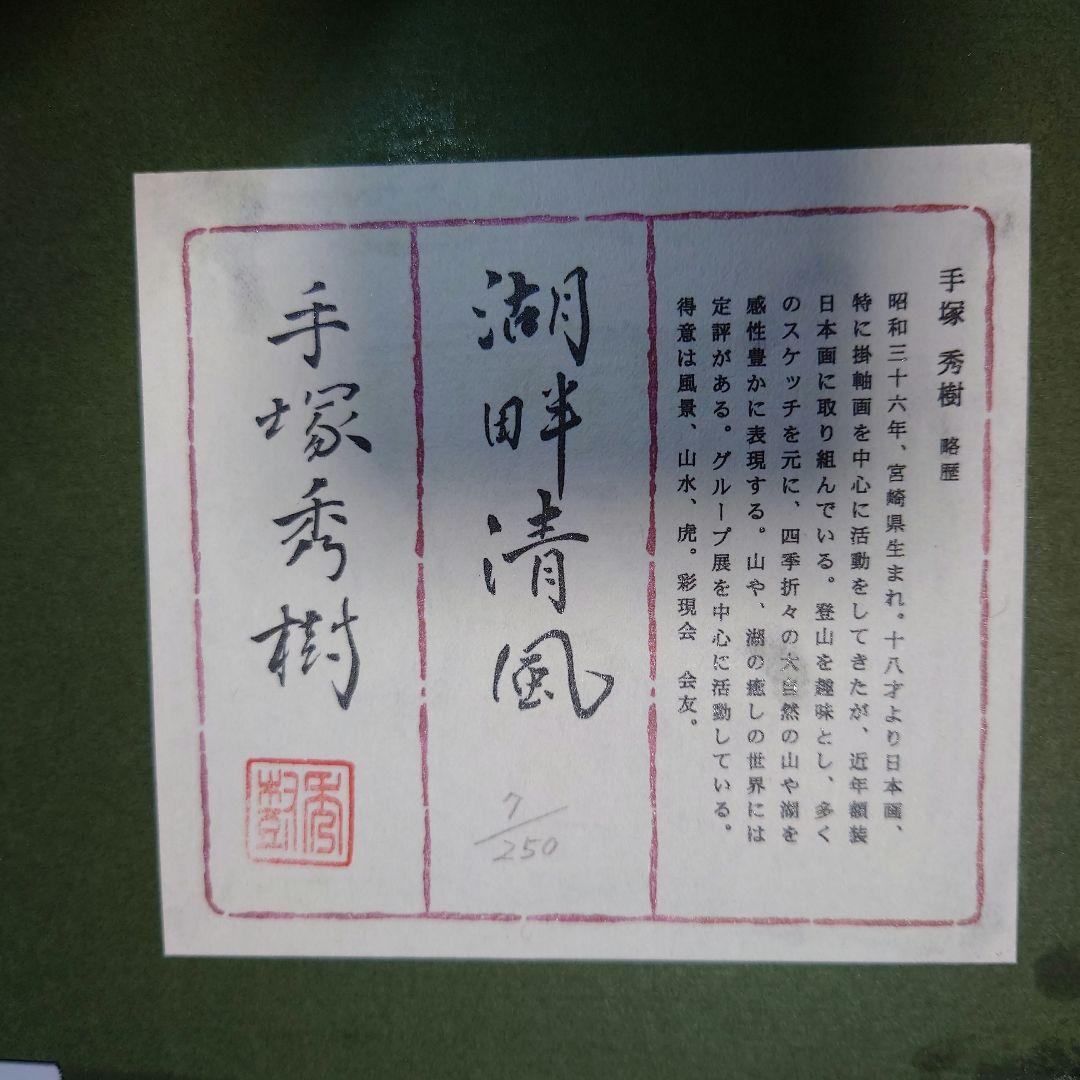 手塚 秀樹 略歴
昭和三十六年、宮崎県生まれ。十八才より日本画、
特に掛軸画を中心に活動をしてきたが、近年額装
日本画に取り組んでいる。登山を趣味とし、多く
のスケッチを元に、四季折々の大自然の山や湖を
感性豊かに表現する。山や、湖の癒しの世界には
定評がある。グループ展を中心に活動している。
得意は風景、山水、虎。彩現会 会友。
湖畔清風
7/250
手塚秀樹
秀樹